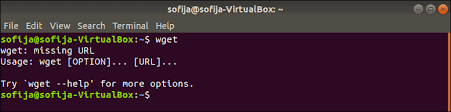 sofija@sofija-VirtualBox: ~
File Edit View Search Terminal Help
sofija@sofija-VirtualBox:~$ wget
wget: missing URL
Usage: wget [OPTION]... [URL]...

Try `wget --help' for more options.
sofija@sofija-VirtualBox:~$